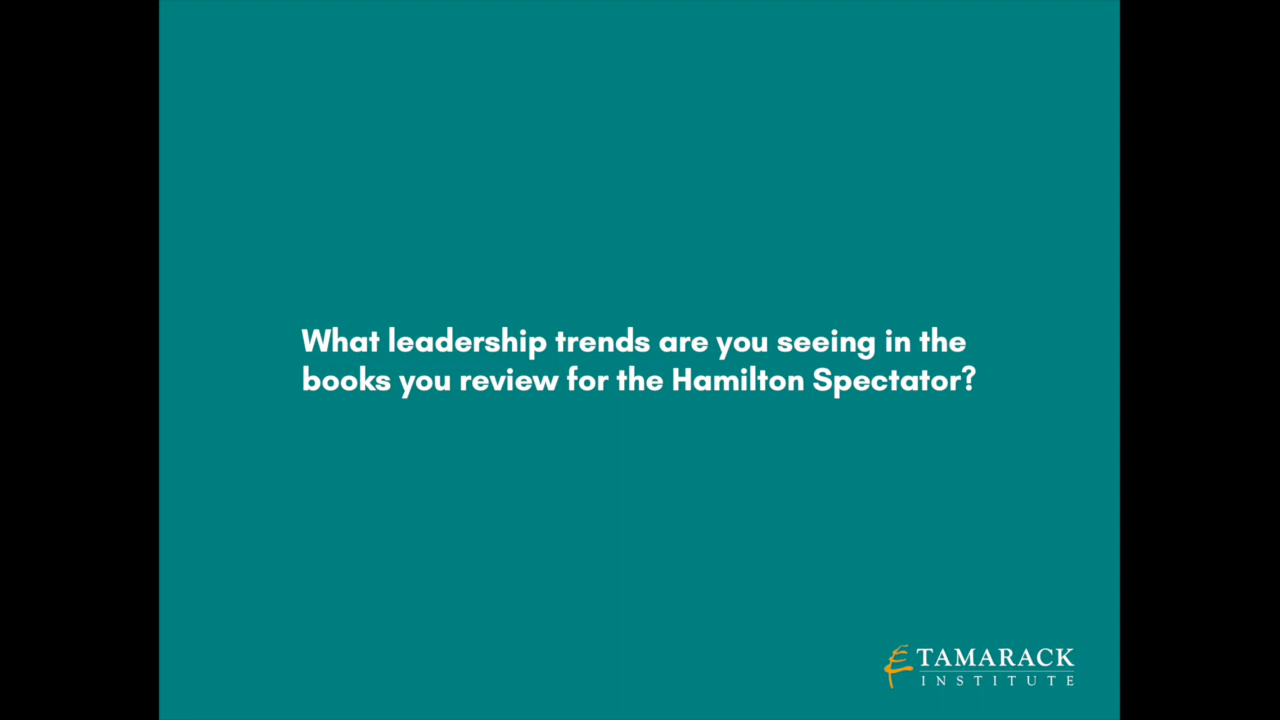 What leadership trends are you seeing in the
books you review for the Hamilton Spectator?
TAMARACK
INSTITUTE